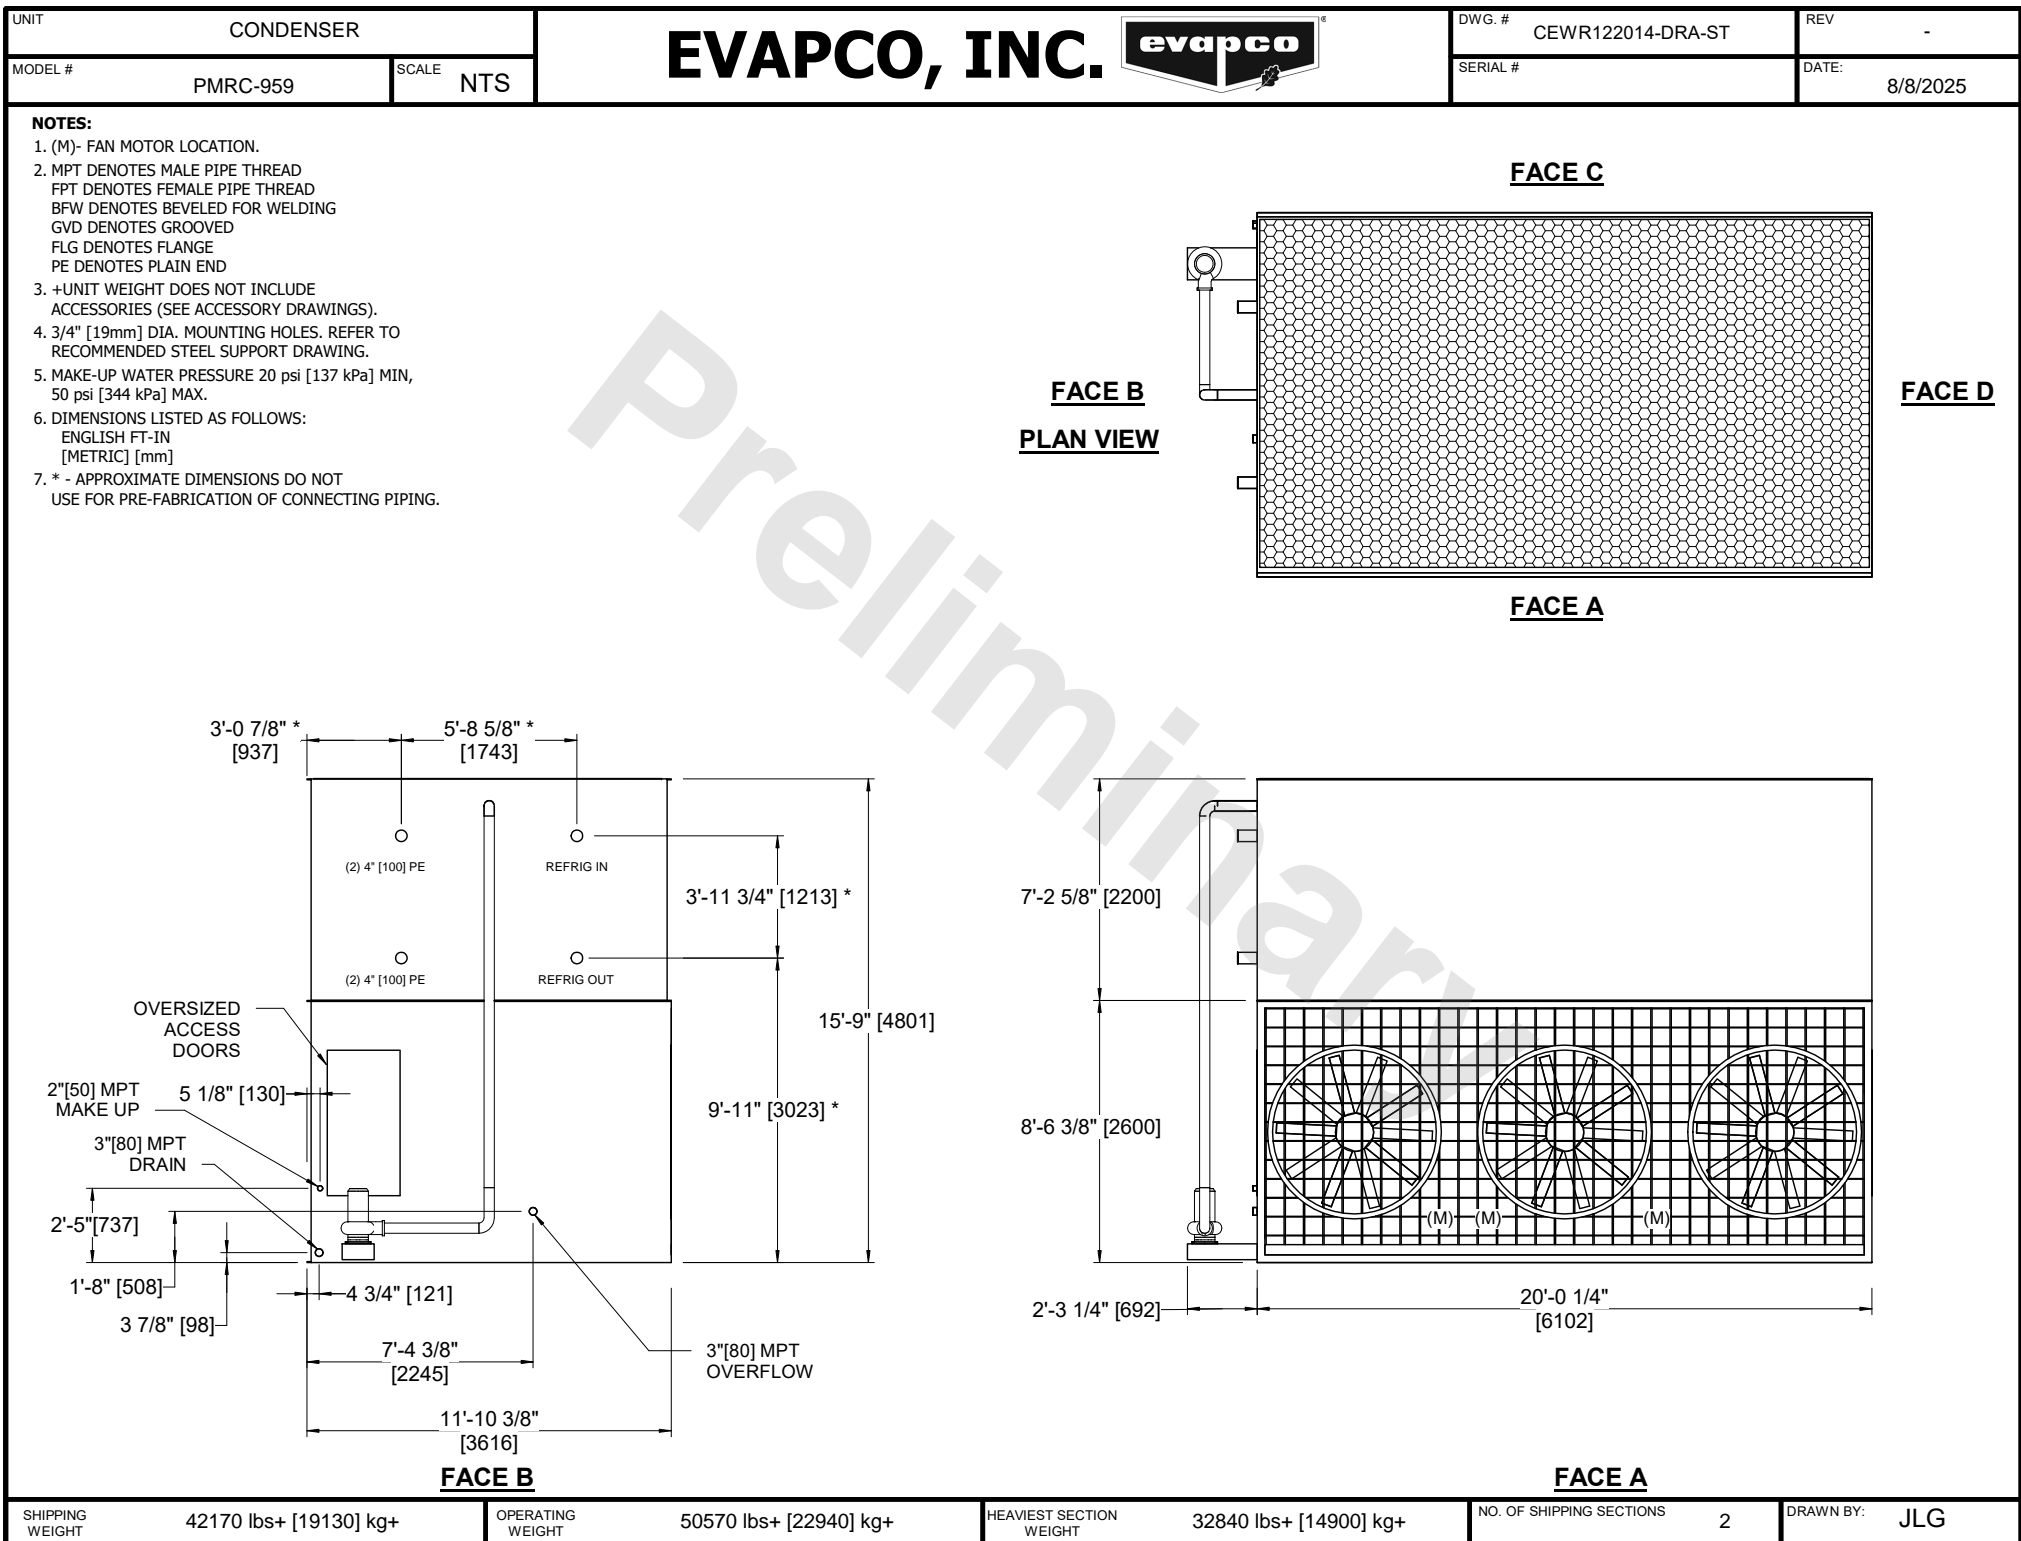 UNIT
CONDENSER
MODEL #
PMRC-959
SCALE
NTS
EVAPCO, INC.
evapco
®
DWG. #
CEWR122014-DRA-ST
REV
-
SERIAL #
DATE:
8/8/2025
NOTES:
1. (M)- FAN MOTOR LOCATION.
2. MPT DENOTES MALE PIPE THREAD
FPT DENOTES FEMALE PIPE THREAD
BFW DENOTES BEVELED FOR WELDING
GVD DENOTES GROOVED
FLG DENOTES FLANGE
PE DENOTES PLAIN END
3. +UNIT WEIGHT DOES NOT INCLUDE
ACCESSORIES (SEE ACCESSORY DRAWINGS).
4. 3/4" [19mm] DIA. MOUNTING HOLES. REFER TO
RECOMMENDED STEEL SUPPORT DRAWING.
5. MAKE-UP WATER PRESSURE 20 psi [137 kPa] MIN,
50 psi [344 kPa] MAX.
6. DIMENSIONS LISTED AS FOLLOWS:
ENGLISH FT-IN
[METRIC] [mm]
7. * - APPROXIMATE DIMENSIONS DO NOT
USE FOR PRE-FABRICATION OF CONNECTING PIPING.
Preliminary
FACE C
FACE B
FACE D
PLAN VIEW
FACE A
3'-0 7/8" *
[937]
5'-8 5/8" *
[1743]
(2) 4" [100] PE
REFRIG IN
3'-11 3/4" [1213] *
(2) 4" [100] PE
REFRIG OUT
OVERSIZED
ACCESS
DOORS
15'-9" [4801]
2"[50] MPT
MAKE UP
5 1/8" [130]
9'-11" [3023] *
3"[80] MPT
DRAIN
2'-5"[737]
1'-8" [508]
4 3/4" [121]
3 7/8" [98]
7'-4 3/8"
[2245]
3"[80] MPT
OVERFLOW
11'-10 3/8"
[3616]
FACE B
7'-2 5/8" [2200]
8'-6 3/8" [2600]
(M)
(M)
(M)
2'-3 1/4" [692]
20'-0 1/4"
[6102]
FACE A
SHIPPING
WEIGHT
42170 lbs+ [19130] kg+
OPERATING
WEIGHT
50570 lbs+ [22940] kg+
HEAVIEST SECTION
WEIGHT
32840 lbs+ [14900] kg+
NO. OF SHIPPING SECTIONS
2
DRAWN BY:
JLG